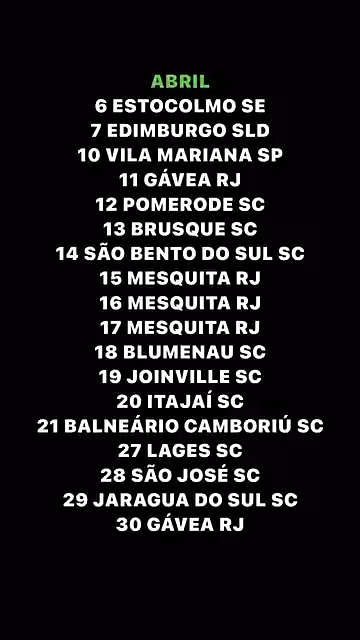 ABRIL
6 ESTOCOLMO SE
7 EDIMBURGO SLD
10 VILA MARIANA SP
11 GÁVEA RJ
12 POMERODE SC
13 BRUSQUE SC
14 SÃO BENTO DO SUL SC
15 MESQUITA RJ
16 MESQUITA RJ
17 MESQUITA RJ
18 BLUMENAU SC
19 JOINVILLE SC
20 ITAJAÍ SC
21 BALNEÁRIO CAMBORIÚ SC
27 LAGES SC
28 SÃO JOSÉ SC
29 JARAGUA DO SUL SC
30 GÁVEA RJ